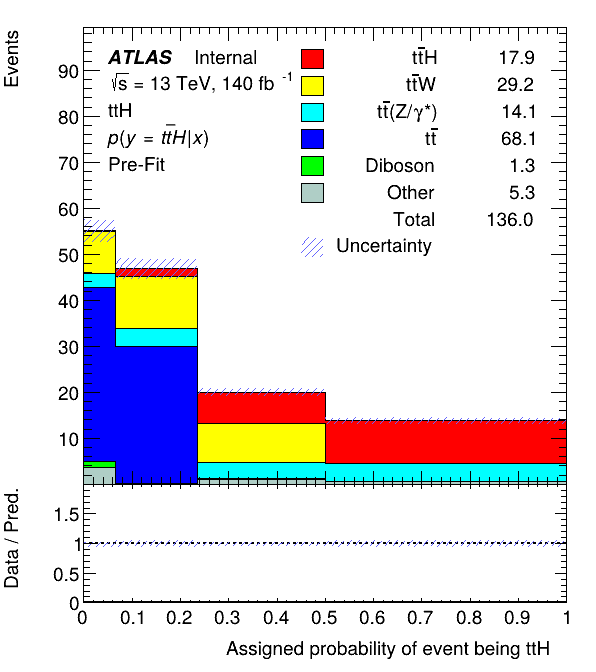 Events
ATLAS Internal
√s = 13 TeV, 140 fb⁻¹
ttH
p(y = tt̄H|x)
Pre-Fit
tt̄H 17.9
tt̄W 29.2
tt̄(Z/γ*) 14.1
tt̄ 68.1
Diboson 1.3
Other 5.3
Total 136.0
Uncertainty
90
80
70
60
50
40
30
20
10
Data / Pred.
1.5
1
0.5
0
0 0.1 0.2 0.3 0.4 0.5 0.6 0.7 0.8 0.9 1
Assigned probability of event being ttH